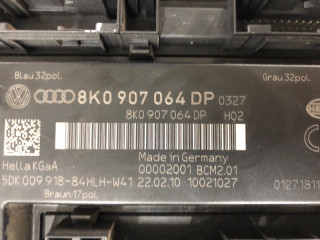 Blau 32pol.
Grau 32pol.
8K0 907 064 DP 0327
8K0 907 064 DP H02
Made in Germany
Hella KGaA 00002001 BCM2.01
5DK 009 918-84HLH-W41 22.02.10 10021027
01271811
Braun 17pol.